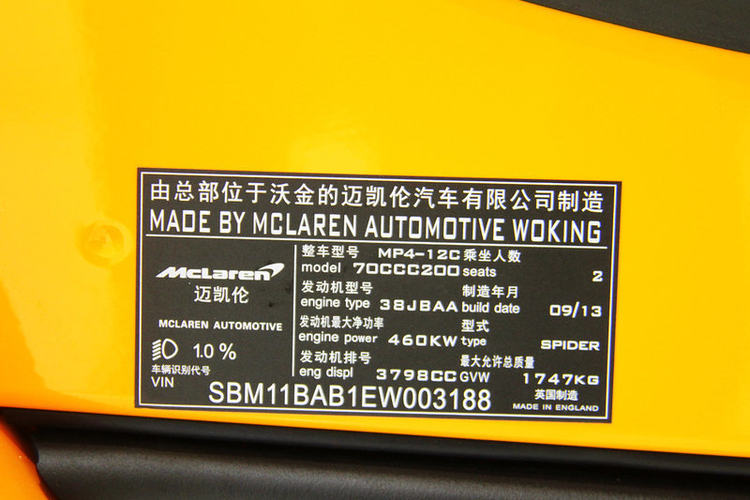 由总部位于沃金的迈凯伦汽车有限公司制造
MADE BY MCLAREN AUTOMOTIVE WOKING
McLaren
迈凯伦
MCLAREN AUTOMOTIVE
1.0 %
车辆识别代号
VIN
整车型号 MP4-12C 乘坐人数
model 70CCC200 seats 2
发动机型号 制造年月
engine type 38JBAA build date 09/13
发动机最大净功率 型式
engine power 460KW type SPIDER
发动机排号 最大允许总质量
eng displ 3798CC GVW 1747KG
SBM11BAB1EW003188
英国制造
MADE IN ENGLAND